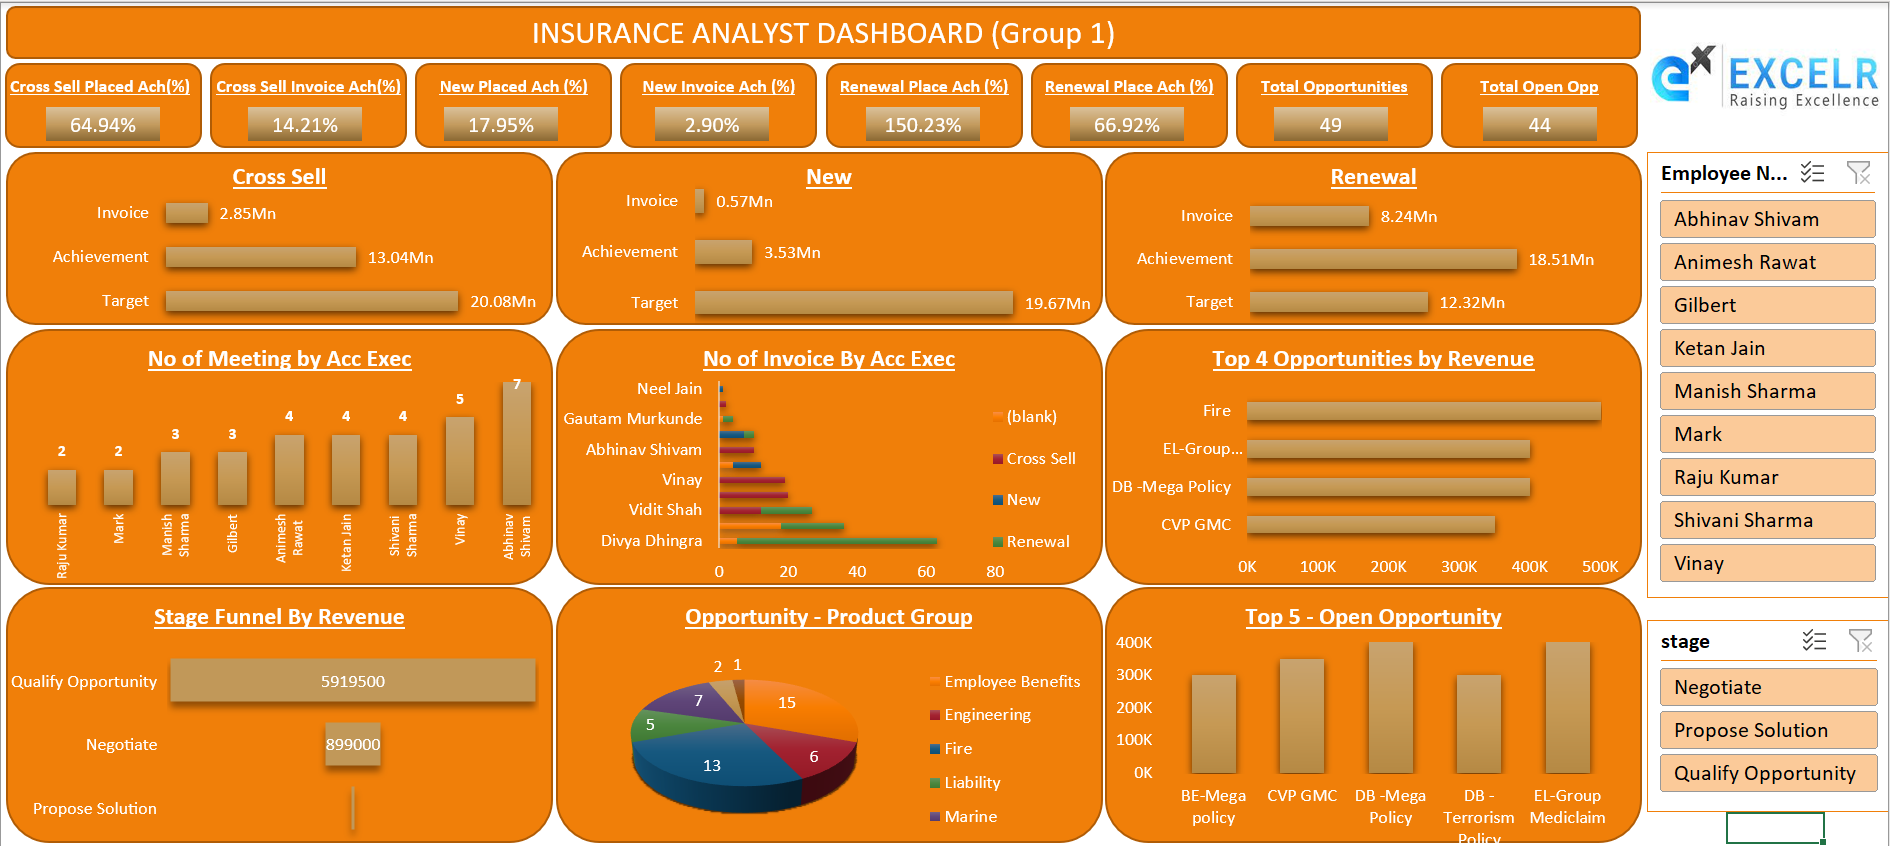 INSURANCE ANALYST DASHBOARD (Group 1)
EXCELR
Raising Excellence
Cross Sell Placed Ach(%)
64.94%
Cross Sell Invoice Ach(%)
14.21%
New Placed Ach (%)
17.95%
New Invoice Ach (%)
2.90%
Renewal Place Ach (%)
150.23%
Renewal Place Ach (%)
66.92%
Total Opportunities
49
Total Open Opp
44
Cross Sell
Invoice 2.85Mn
Achievement 13.04Mn
Target 20.08Mn
New
Invoice 0.57Mn
Achievement 3.53Mn
Target 19.67Mn
Renewal
Invoice 8.24Mn
Achievement 18.51Mn
Target 12.32Mn
No of Meeting by Acc Exec
2 2 3 3 4 4 4 5 7
Raju Kumar
Mark
Manish
Sharma
Gilbert
Animesh
Rawat
Ketan Jain
Shivani
Sharma
Vinay
Abhinav
Shivam
No of Invoice By Acc Exec
Neel Jain
Gautam Murkunde
Abhinav Shivam
Vinay
Vidit Shah
Divya Dhingra
0 20 40 60 80
(blank)
Cross Sell
New
Renewal
Top 4 Opportunities by Revenue
Fire
EL-Group...
DB -Mega Policy
CVP GMC
0K 100K 200K 300K 400K 500K
Stage Funnel By Revenue
Qualify Opportunity 5919500
Negotiate 899000
Propose Solution
Opportunity - Product Group
2 1
15
7
5
6
13
Employee Benefits
Engineering
Fire
Liability
Marine
Top 5 - Open Opportunity
400K
300K
200K
100K
0K
BE-Mega
policy
CVP GMC
DB -Mega
Policy
DB -
Terrorism
Policy
EL-Group
Mediclaim
Employee N...
Abhinav Shivam
Animesh Rawat
Gilbert
Ketan Jain
Manish Sharma
Mark
Raju Kumar
Shivani Sharma
Vinay
stage
Negotiate
Propose Solution
Qualify Opportunity